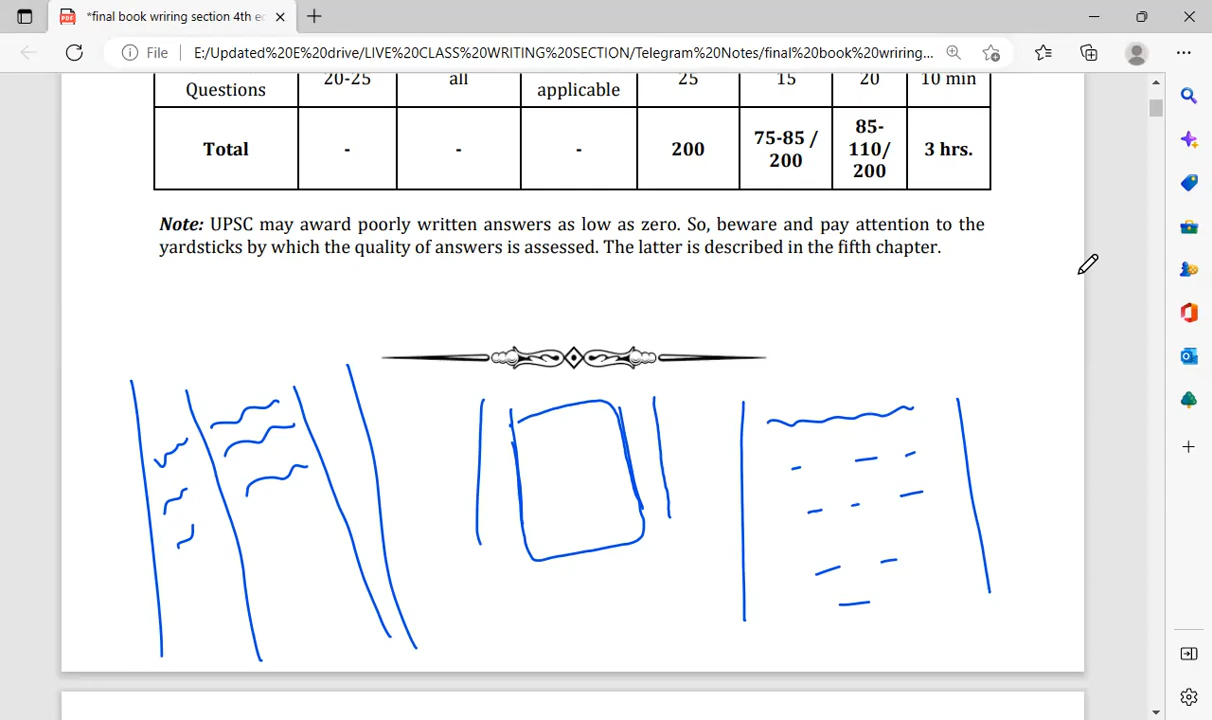 *final book wriring section 4th e
File
E:/Updated%20E%20drive/LIVE%20CLASS%20WRITING%20SECTION/Telegram%20Notes/final%20book%20wriring...
Questions 20-25 all applicable 25 15 20 10 min
Total - - - 200 75-85 / 200 85-110/ 200 3 hrs.
Note: UPSC may award poorly written answers as low as zero. So, beware and pay attention to the
yardsticks by which the quality of answers is assessed. The latter is described in the fifth chapter.